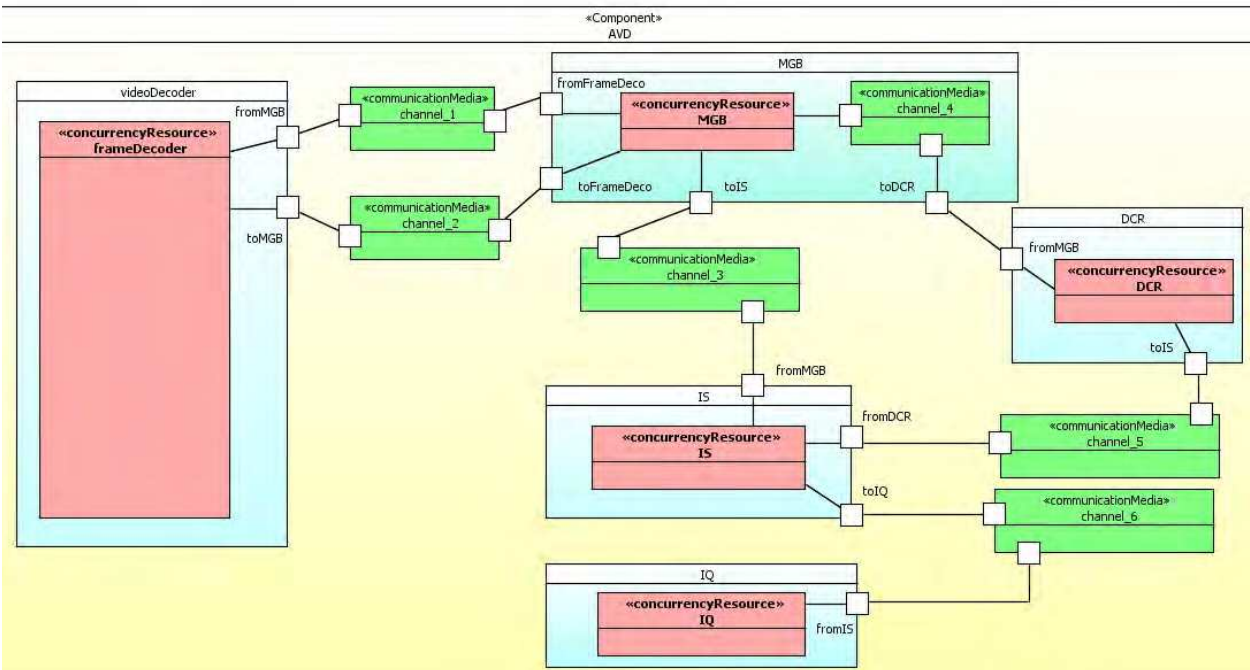 «Component»
AVD
videoDecoder
fromMGB
«concurrencyResource»
frameDecoder
toMGB
«communicationMedia»
channel_1
«communicationMedia»
channel_2
MGB
fromFrameDeco
«concurrencyResource»
MGB
«communicationMedia»
channel_4
toFrameDeco
toIS
toDCR
«communicationMedia»
channel_3
DCR
fromMGB
«concurrencyResource»
DCR
toIS
fromMGB
IS
fromDCR
«concurrencyResource»
IS
toIQ
«communicationMedia»
channel_5
«communicationMedia»
channel_6
IQ
«concurrencyResource»
IQ
fromIS